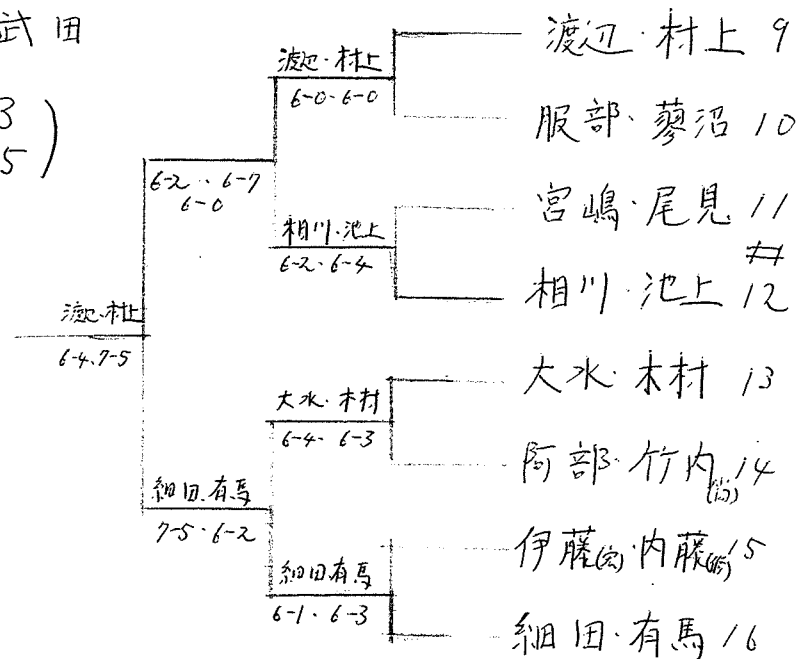 武田
3
5
渡辺・村上 9
服部・蓼沼 10
宮嶋・尾見 11
相川・池上 12
大水・木村 13
阿部・竹内 14
伊藤(宏)・内藤 15
細田・有馬 16
渡辺・村上
6-0・6-0
相川・池上
6-2・6-4
6-2・6-7
6-0
大水・木村
6-4・6-3
細田有馬
6-1・6-3
細田・有馬
7-5・6-2
渡辺・村上
6-4、7-5